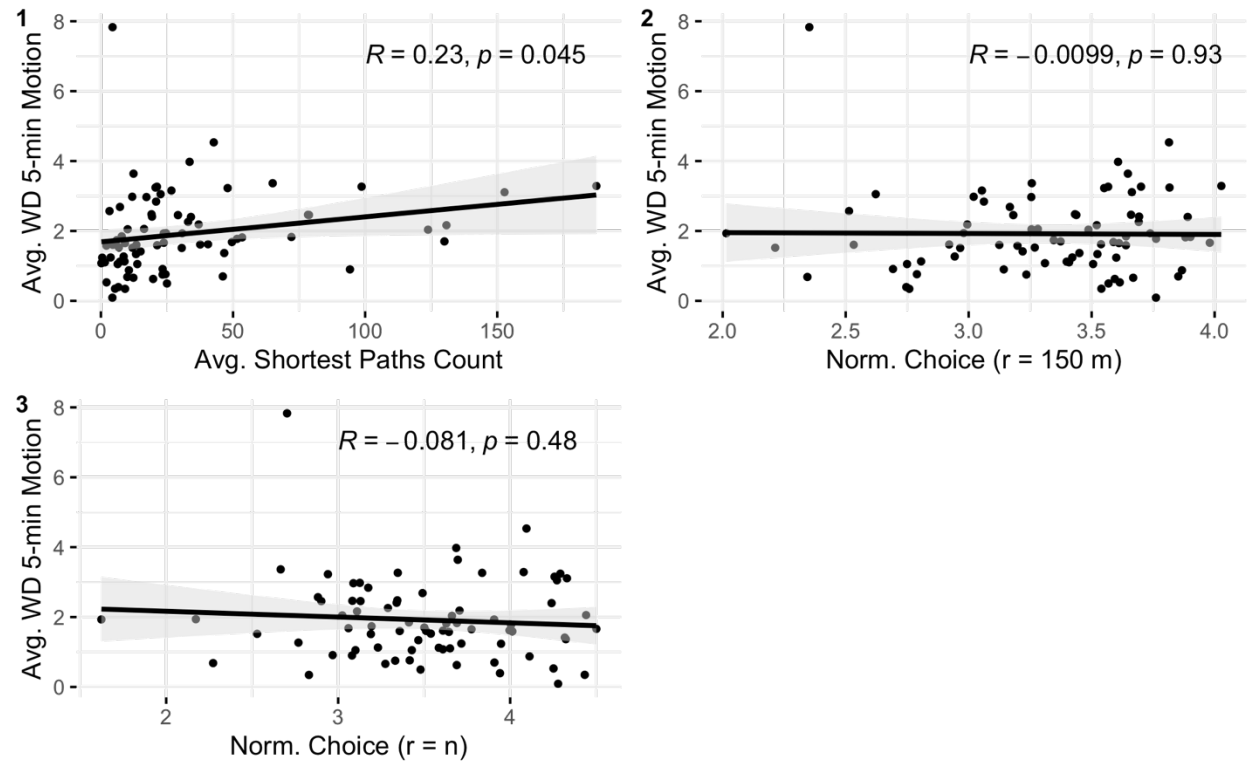 1
Avg. WD 5-min Motion
8
6
4
2
0
R = 0.23, p = 0.045
0 50 100 150
Avg. Shortest Paths Count
2
Avg. WD 5-min Motion
8
6
4
2
0
R = −0.0099, p = 0.93
2.0 2.5 3.0 3.5 4.0
Norm. Choice (r = 150 m)
3
Avg. WD 5-min Motion
8
6
4
2
0
R = −0.081, p = 0.48
2 3 4
Norm. Choice (r = n)